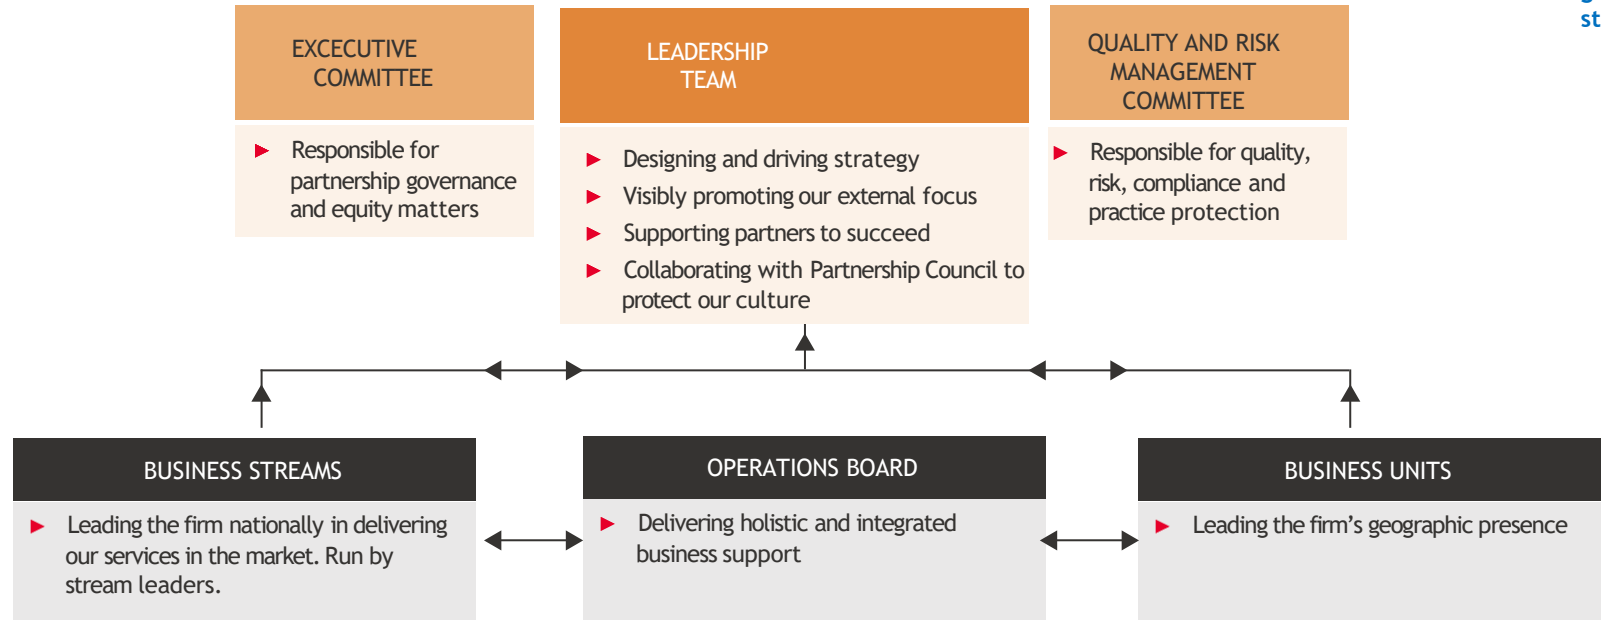 st
EXCECUTIVE
COMMITTEE
► Responsible for
partnership governance
and equity matters
LEADERSHIP
TEAM
► Designing and driving strategy
► Visibly promoting our external focus
► Supporting partners to succeed
► Collaborating with Partnership Council to
protect our culture
QUALITY AND RISK
MANAGEMENT
COMMITTEE
► Responsible for quality,
risk, compliance and
practice protection
BUSINESS STREAMS
► Leading the firm nationally in delivering
our services in the market. Run by
stream leaders.
OPERATIONS BOARD
► Delivering holistic and integrated
business support
BUSINESS UNITS
► Leading the firm’s geographic presence